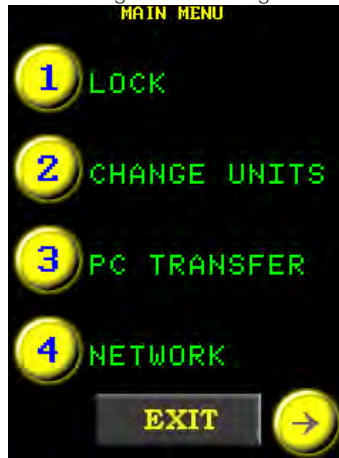 MAIN MENU
1 LOCK
2 CHANGE UNITS
3 PC TRANSFER
4 NETWORK
EXIT →